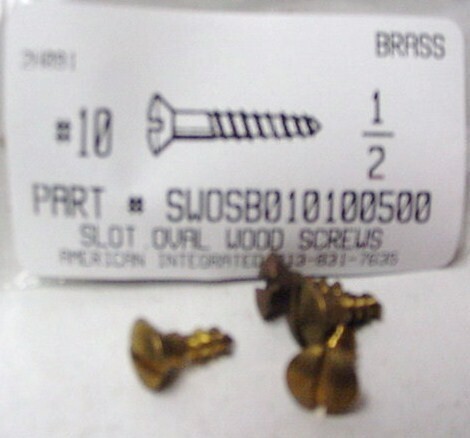 BRASS
#10
1
2
PART # SWOSB010100500
SLOT OVAL WOOD SCREWS
AMERICAN INTEGRATED